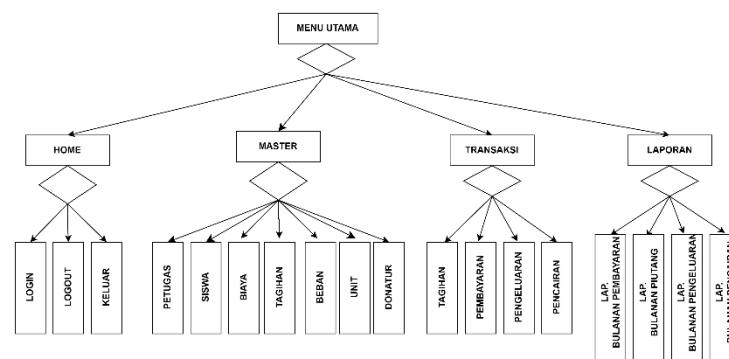 MENU UTAMA
HOME
MASTER
TRANSAKSI
LAPORAN
LOGIN
LOGOUT
KELUAR
PETUGAS
SISWA
BIAYA
TAGIHAN
BEBAN
UNIT
DONATUR
TAGIHAN
PEMBAYARAN
PENGELUARAN
PENCAIRAN
LAP.
BULANAN PEMBAYARAN
LAP.
BULANAN PIUTANG
LAP.
BULANAN PENGELUARAN
LAP.